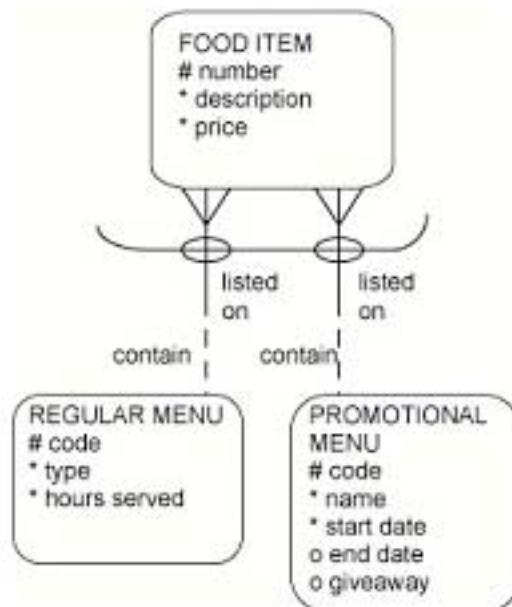 FOOD ITEM
# number
* description
* price
listed
on
listed
on
contain
contain
REGULAR MENU
# code
* type
* hours served
PROMOTIONAL
MENU
# code
* name
* start date
o end date
o giveaway